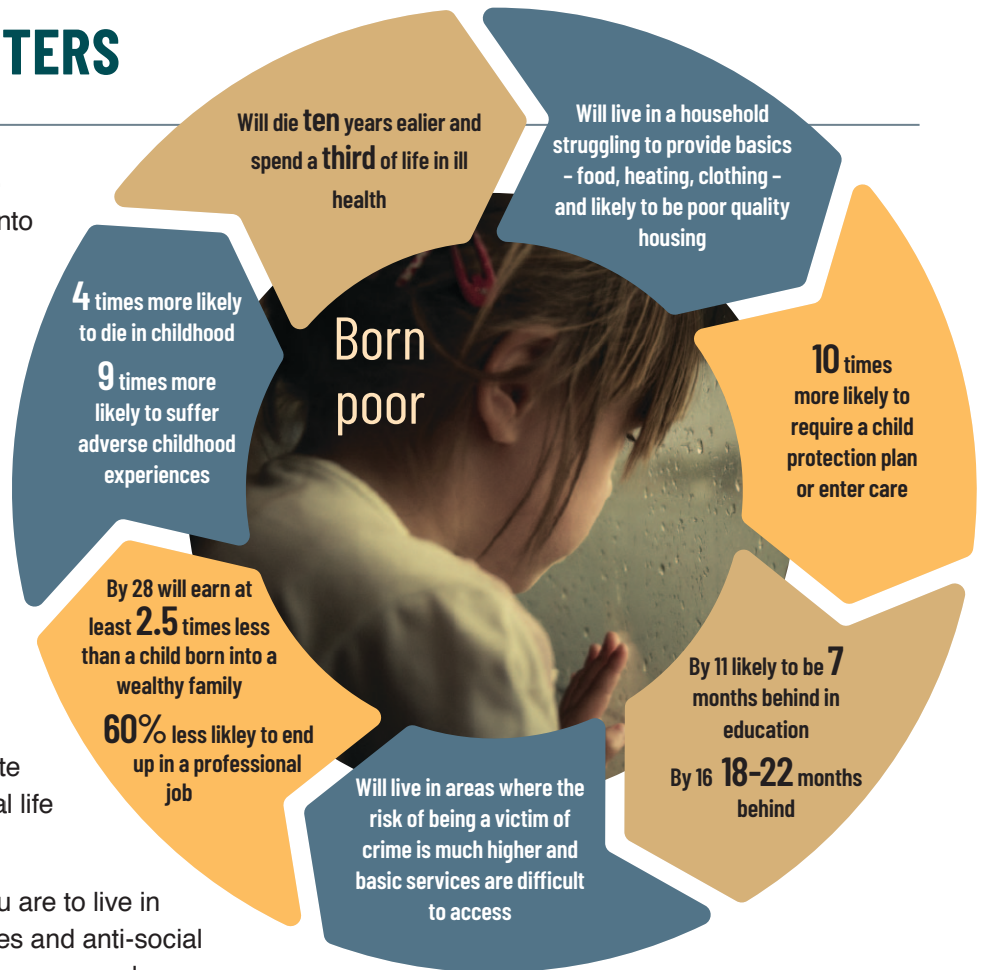 TERS
nto
te
al life
u are to live in
es and anti-social
Born
poor
Will live in a household
struggling to provide basics
– food, heating, clothing –
and likely to be poor quality
housing
10 times
more likely to
require a child
protection plan
or enter care
By 11 likely to be 7
months behind in
education
By 16 18-22 months
behind
Will live in areas where the
risk of being a victim of
crime is much higher and
basic services are difficult
to access
By 28 will earn at
least 2.5 times less
than a child born into a
wealthy family
60% less likley to end
up in a professional
job
4 times more likely
to die in childhood
9 times more
likely to suffer
adverse childhood
experiences
Will die ten years ealier and
spend a third of life in ill
health